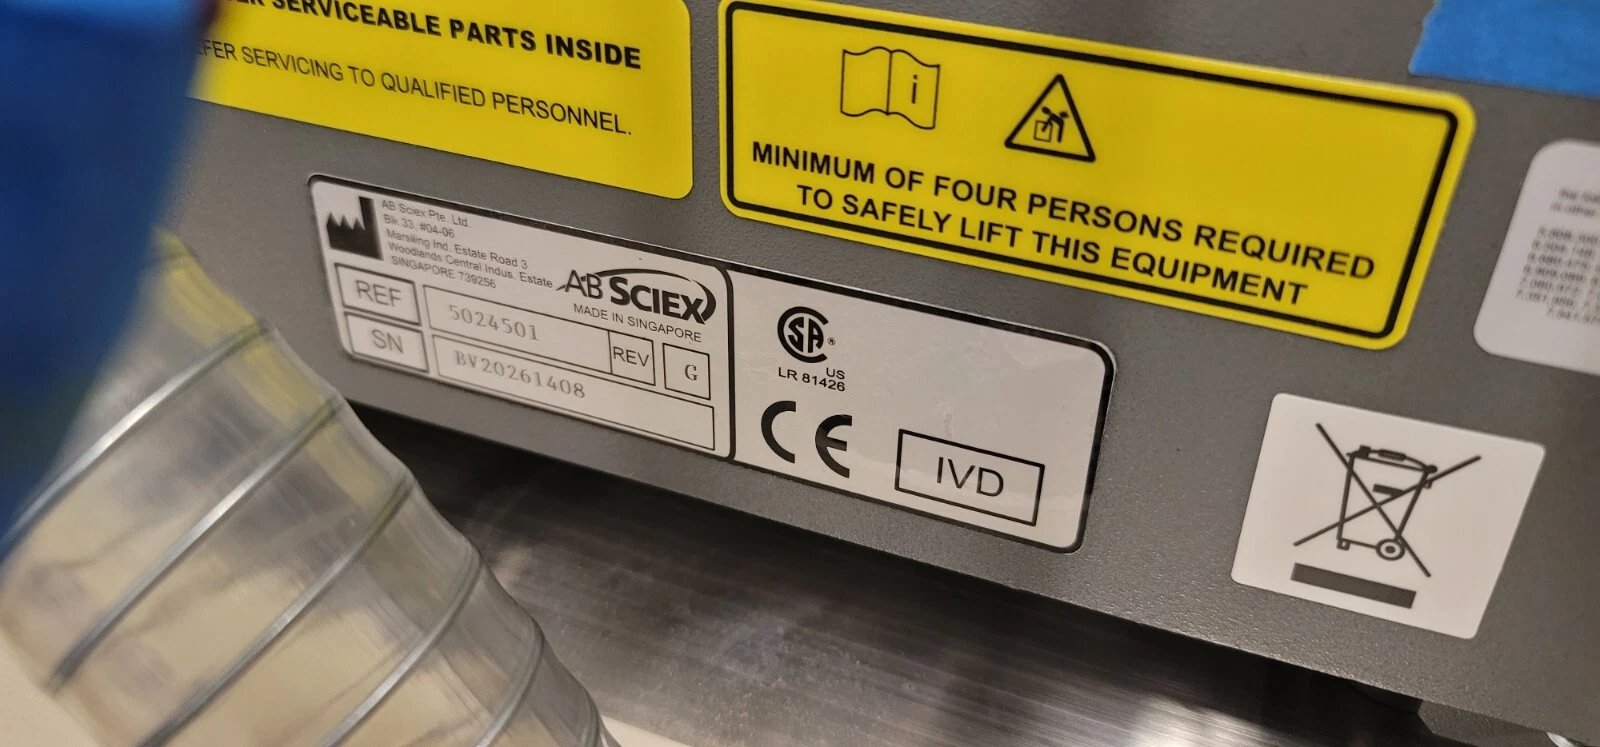 SERVICEABLE PARTS INSIDE
SERVICING TO QUALIFIED PERSONNEL.
i
MINIMUM OF FOUR PERSONS REQUIRED
TO SAFELY LIFT THIS EQUIPMENT
AB Sciex Pte. Ltd.
Blk 33, #04-06
Marsiling Ind. Estate Road 3
Woodlands Central Indus. Estate
SINGAPORE 739256
AB SCIEX
MADE IN SINGAPORE
REF 5024501 REV G
SN BV20261408
SA ®
US
LR 81426
CE
IVD